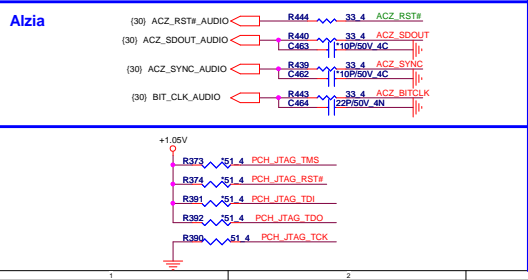 Alzia
{30} ACZ_RST#_AUDIO R444 33_4 ACZ_RST#
{30} ACZ_SDOUT_AUDIO R440 33_4 ACZ_SDOUT
C463 *10P/50V_4C
{30} ACZ_SYNC_AUDIO R439 33_4 ACZ_SYNC
C462 *10P/50V_4C
{30} BIT_CLK_AUDIO R443 33_4 ACZ_BITCLK
C464 22P/50V_4N
+1.05V
R373 *51_4 PCH_JTAG_TMS
R374 *51_4 PCH_JTAG_RST#
R391 *51_4 PCH_JTAG_TDI
R392 *51_4 PCH_JTAG_TDO
R390 51_4 PCH_JTAG_TCK
1 2